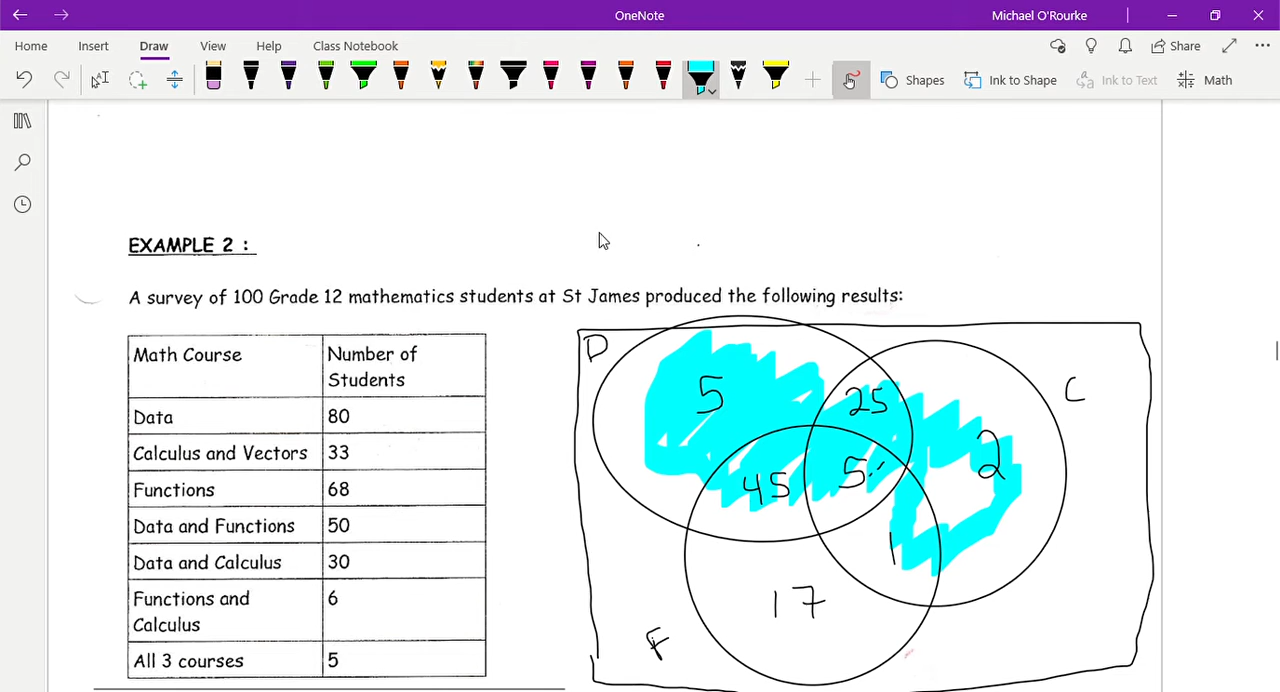 OneNote
Michael O'Rourke
Home Insert Draw View Help Class Notebook
Share
Shapes Ink to Shape Ink to Text Math
EXAMPLE 2 :
A survey of 100 Grade 12 mathematics students at St James produced the following results:
Math Course Number of
Students
Data 80
Calculus and Vectors 33
Functions 68
Data and Functions 50
Data and Calculus 30
Functions and 6
Calculus
All 3 courses 5
D
C
5 25
2
45 5
1
17
F